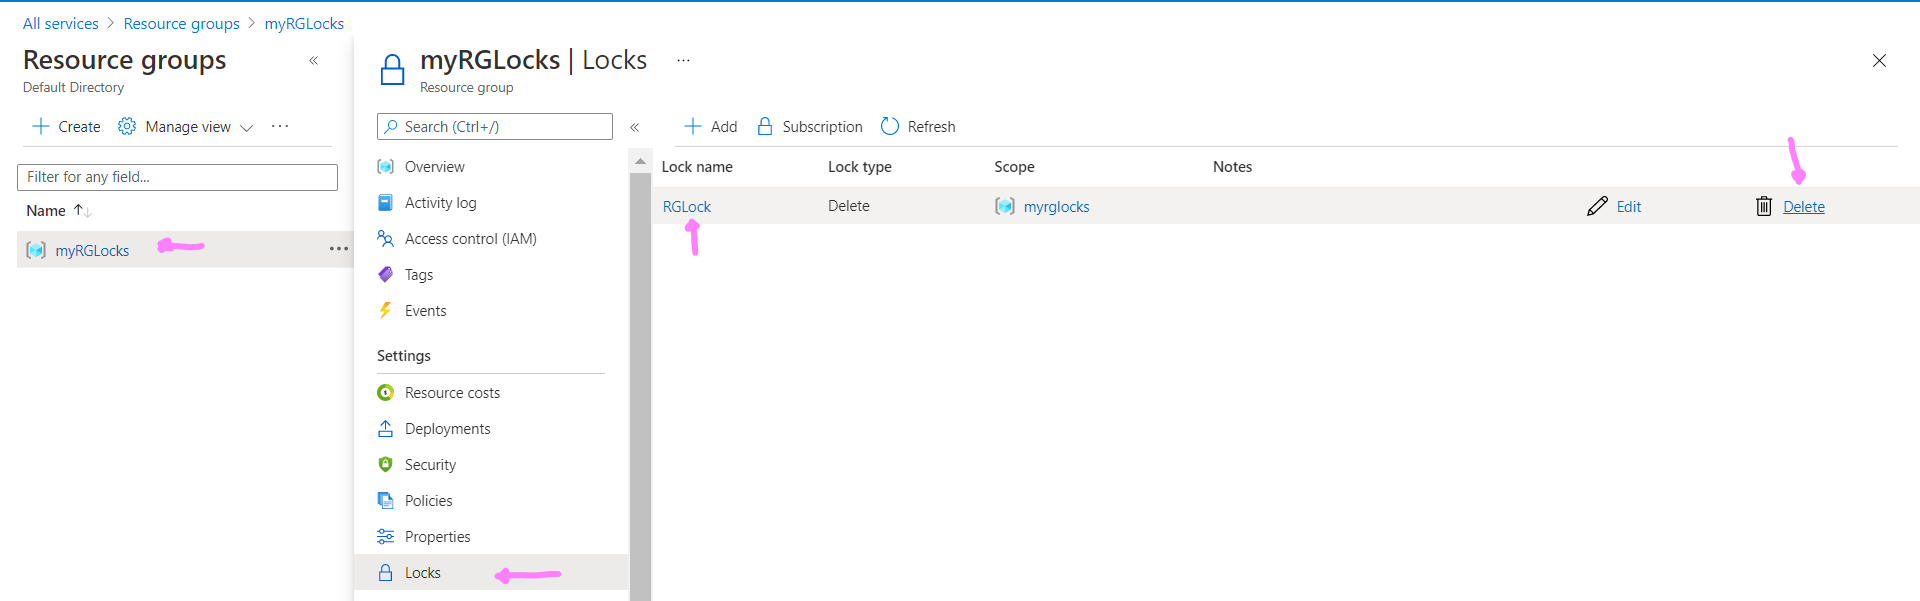 All services > Resource groups > myRGLocks
Resource groups «
Default Directory
+ Create Manage view ...
Filter for any field...
Name ↑↓
myRGLocks ...
myRGLocks | Locks ...
Resource group
Search (Ctrl+/) «
Overview
Activity log
Access control (IAM)
Tags
Events
Settings
Resource costs
Deployments
Security
Policies
Properties
Locks
+ Add Subscription Refresh
Lock name Lock type Scope Notes
RGLock Delete myrglocks Edit Delete